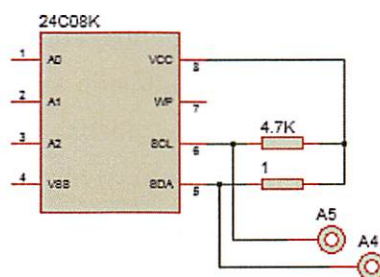 24C08K
1 A0 VCC 8
2 A1 WP 7
3 A2 SCL 6
4 VSS SDA 5
4.7K
1
A5
A4